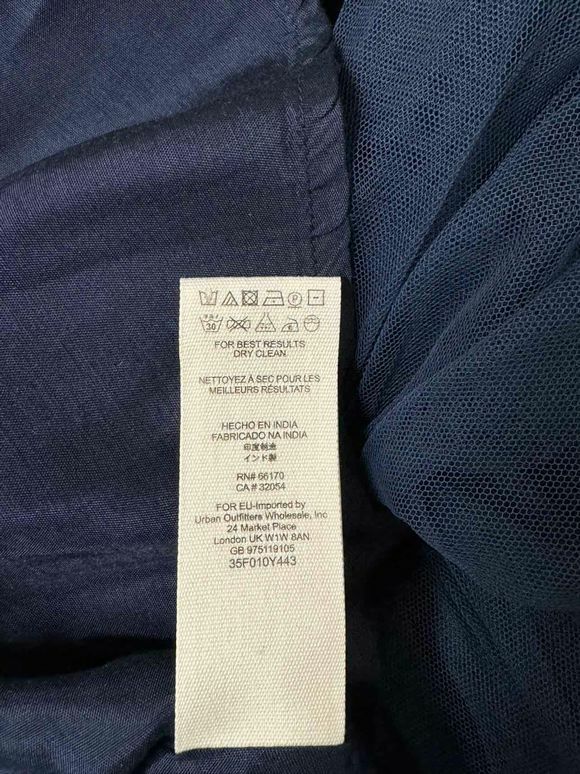 FOR BEST RESULTS
DRY CLEAN
NETTOYEZ À SEC POUR LES
MEILLEURS RÉSULTATS
HECHO EN INDIA
FABRICADO NA INDIA
印度制造
インド製
RN# 66170
CA # 32054
FOR EU-Imported by
Urban Outfitters Wholesale, Inc
24 Market Place
London UK W1W 8AN
GB 975119105
35F010Y443